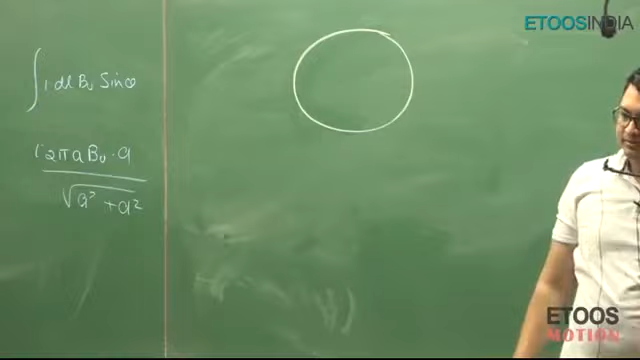 ETOOSINDIA
∫ i dl B₀ Sinθ
i 2πa B₀ · a
√a² + a²
ETOOS
MOTION